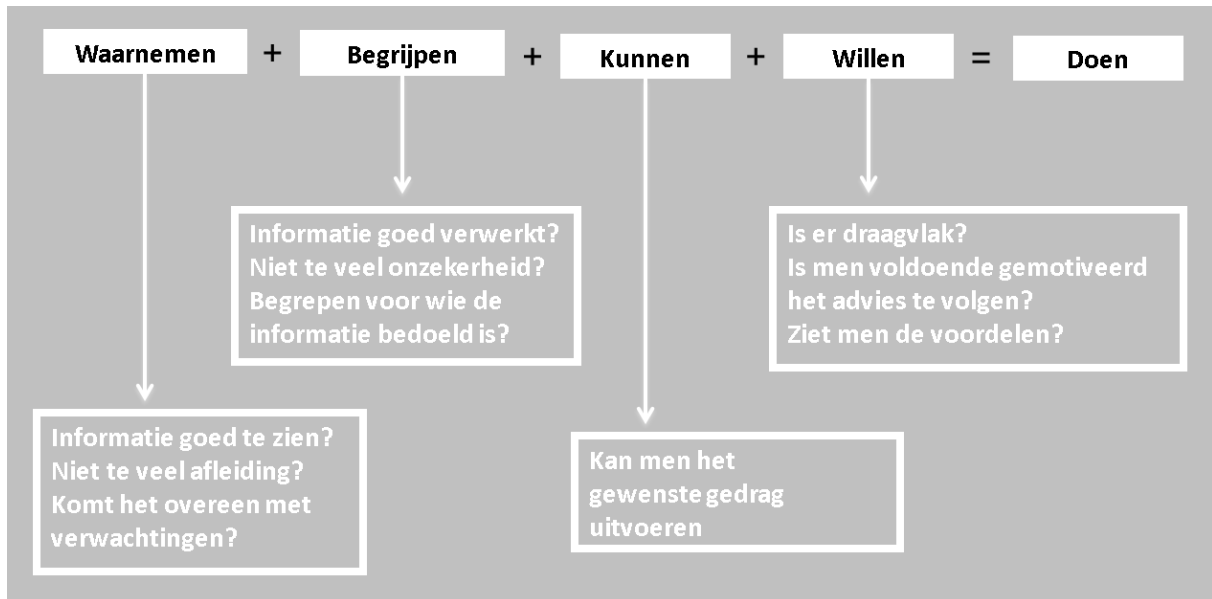 Waarnemen + Begrijpen + Kunnen + Willen = Doen
Informatie goed verwerkt?
Niet te veel onzekerheid?
Begrepen voor wie de
informatie bedoeld is?
Is er draagvlak?
Is men voldoende gemotiveerd
het advies te volgen?
Ziet men de voordelen?
Informatie goed te zien?
Niet te veel afleiding?
Komt het overeen met
verwachtingen?
Kan men het
gewenste gedrag
uitvoeren